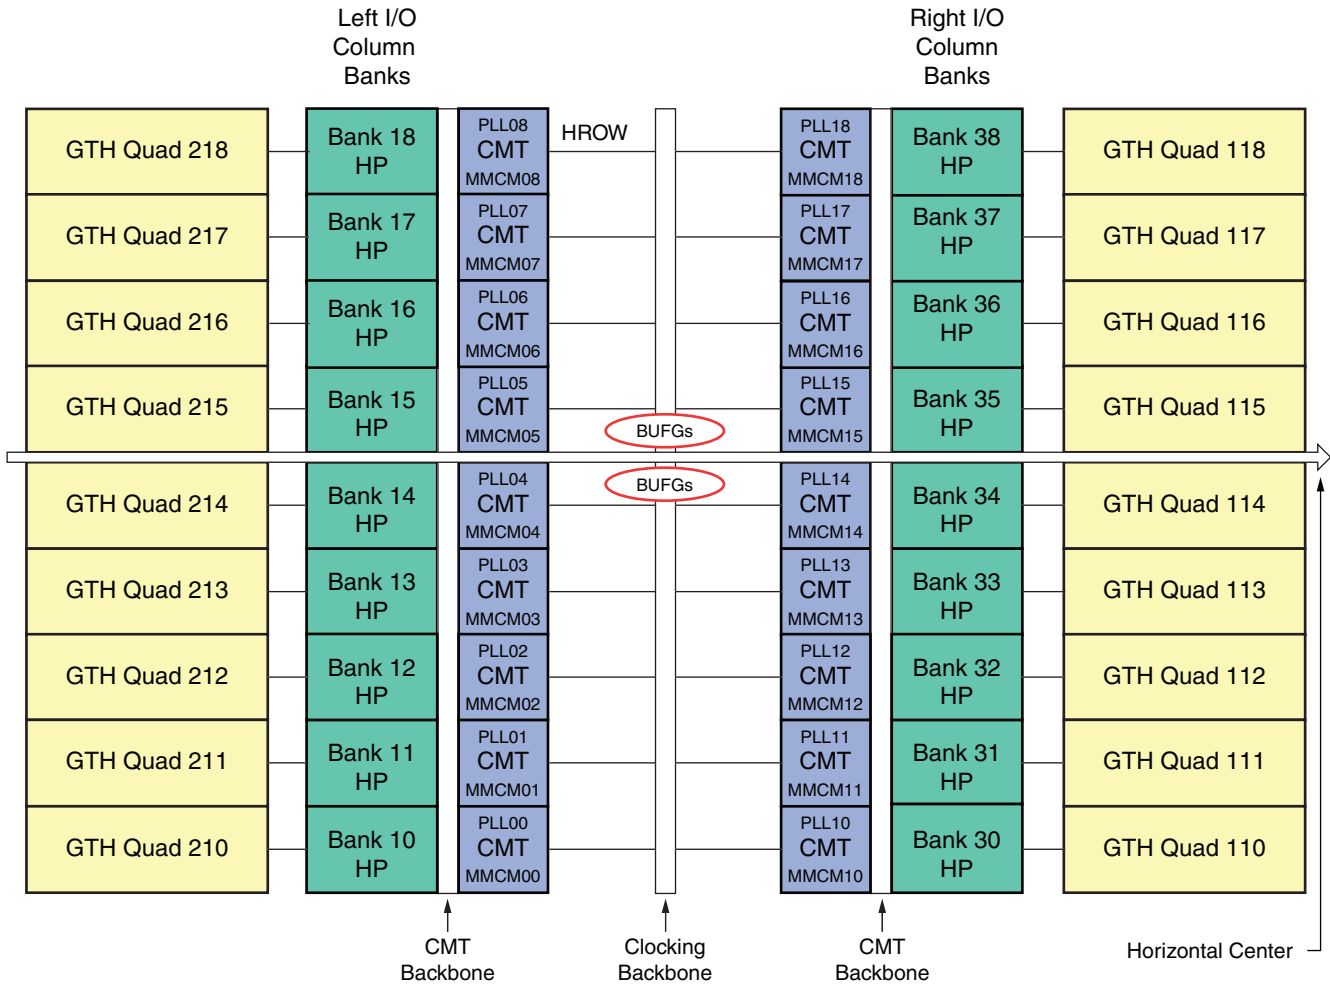 Left I/O
Column
Banks
Right I/O
Column
Banks
GTH Quad 218
Bank 18
HP
PLL08
CMT
MMCM08
HROW
PLL18
CMT
MMCM18
Bank 38
HP
GTH Quad 118
GTH Quad 217
Bank 17
HP
PLL07
CMT
MMCM07
PLL17
CMT
MMCM17
Bank 37
HP
GTH Quad 117
GTH Quad 216
Bank 16
HP
PLL06
CMT
MMCM06
PLL16
CMT
MMCM16
Bank 36
HP
GTH Quad 116
GTH Quad 215
Bank 15
HP
PLL05
CMT
MMCM05
BUFGs
PLL15
CMT
MMCM15
Bank 35
HP
GTH Quad 115
GTH Quad 214
Bank 14
HP
PLL04
CMT
MMCM04
BUFGs
PLL14
CMT
MMCM14
Bank 34
HP
GTH Quad 114
GTH Quad 213
Bank 13
HP
PLL03
CMT
MMCM03
PLL13
CMT
MMCM13
Bank 33
HP
GTH Quad 113
GTH Quad 212
Bank 12
HP
PLL02
CMT
MMCM02
PLL12
CMT
MMCM12
Bank 32
HP
GTH Quad 112
GTH Quad 211
Bank 11
HP
PLL01
CMT
MMCM01
PLL11
CMT
MMCM11
Bank 31
HP
GTH Quad 111
GTH Quad 210
Bank 10
HP
PLL00
CMT
MMCM00
PLL10
CMT
MMCM10
Bank 30
HP
GTH Quad 110
CMT
Backbone
Clocking
Backbone
CMT
Backbone
Horizontal Center